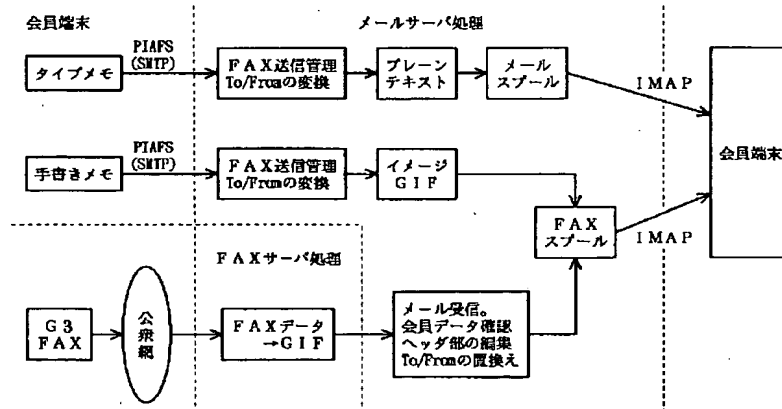 会員端末
メールサーバ処理
PIAFS
(SMTP)
タイプメモ
FAX送信管理
To/Fromの変換
プレーン
テキスト
メール
スプール
IMAP
会員端末
PIAFS
(SMTP)
手書きメモ
FAX送信管理
To/Fromの変換
イメージ
GIF
FAX
スプール
IMAP
FAXサーバ処理
G3
FAX
公衆網
FAXデータ
→GIF
メール受信。
会員データ確認
ヘッダ部の編集
To/Fromの置換え